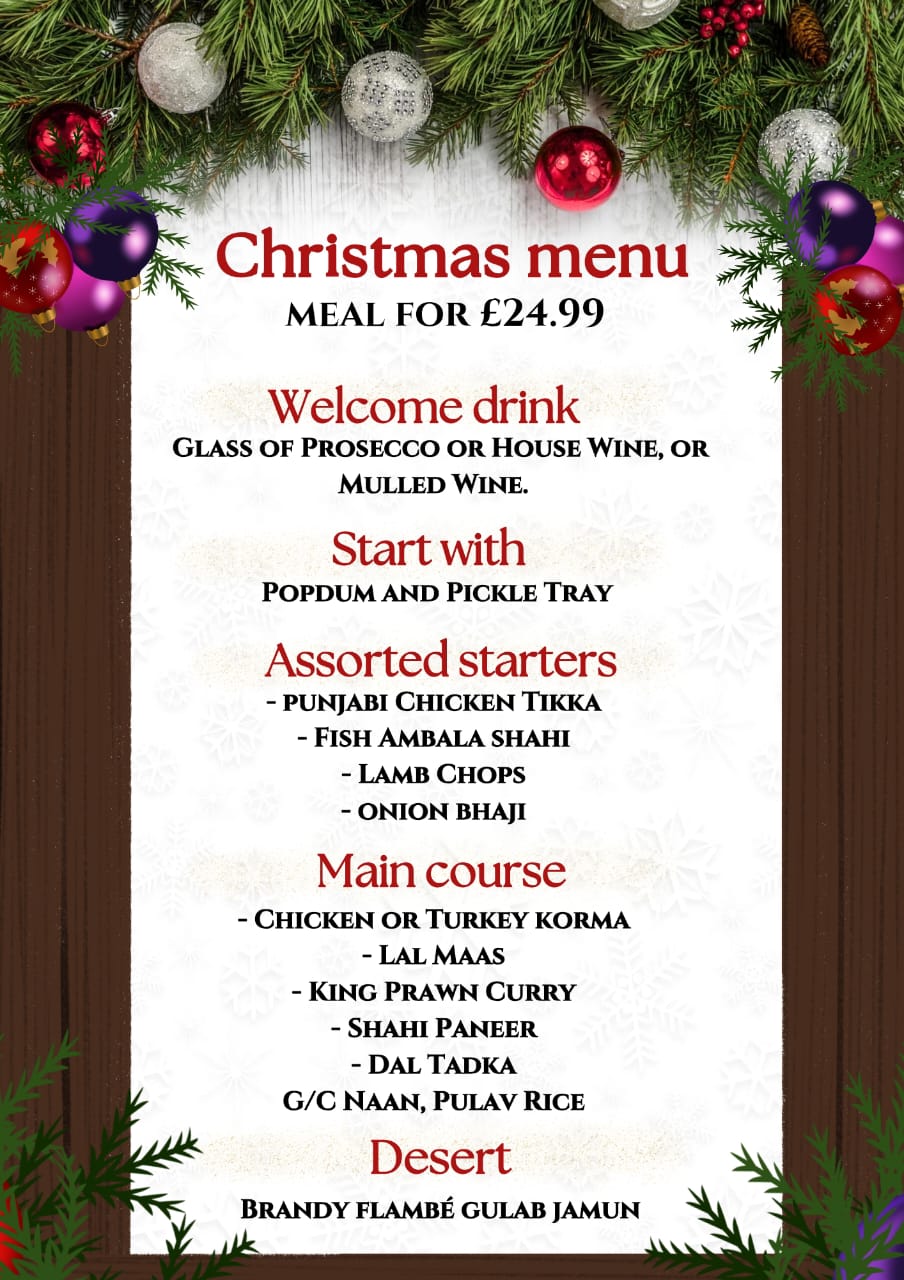 Christmas menu
MEAL FOR £24.99
Welcome drink
Glass of Prosecco or House Wine, or
Mulled Wine.
Start with
Popdum and Pickle Tray
Assorted starters
- punjabi Chicken Tikka
- Fish Ambala shahi
- Lamb Chops
- onion bhaji
Main course
- Chicken or Turkey korma
- Lal Maas
- King Prawn Curry
- Shahi Paneer
- Dal Tadka
G/C Naan, Pulav Rice
Desert
Brandy flambé gulab jamun